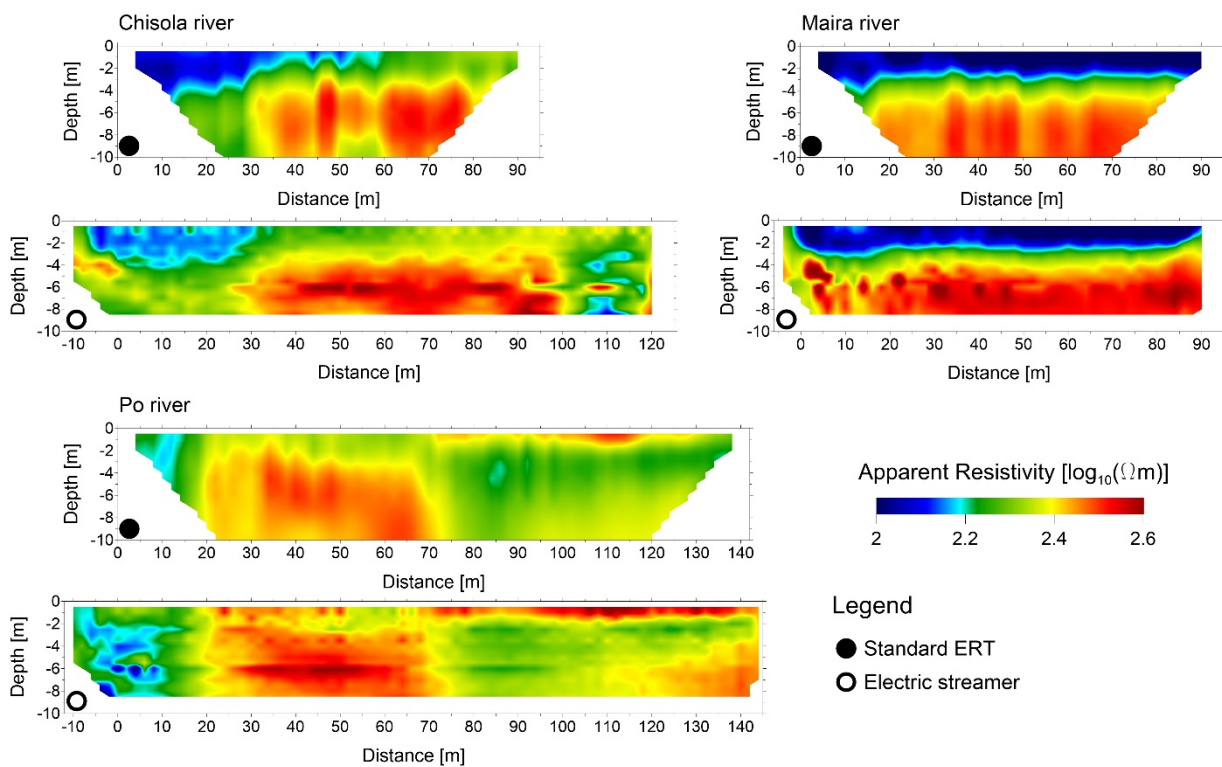 Chisola river
0
-2
-4
-6
-8
-10
Depth [m]
0 10 20 30 40 50 60 70 80 90
Distance [m]
Maira river
0
-2
-4
-6
-8
-10
Depth [m]
0 10 20 30 40 50 60 70 80 90
Distance [m]
0
-2
-4
-6
-8
-10
Depth [m]
-10 0 10 20 30 40 50 60 70 80 90 100 110 120
Distance [m]
0
-2
-4
-6
-8
-10
Depth [m]
0 10 20 30 40 50 60 70 80 90
Distance [m]
Po river
0
-2
-4
-6
-8
-10
Depth [m]
0 10 20 30 40 50 60 70 80 90 100 110 120 130 140
Distance [m]
0
-2
-4
-6
-8
-10
Depth [m]
-10 0 10 20 30 40 50 60 70 80 90 100 110 120 130 140
Distance [m]
Apparent Resistivity [log₁₀(Ωm)]
2 2.2 2.4 2.6
Legend
Standard ERT
Electric streamer